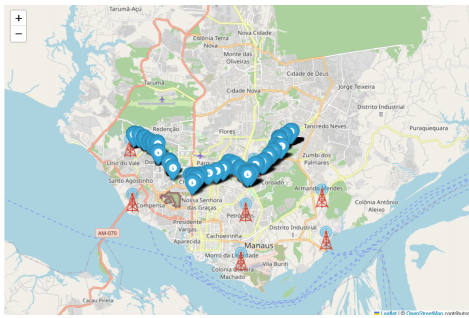 Tarumã-Açú
+
−
Colônia Terra
Nova
Nova Cidade
Monte das
Oliveiras
Cidade de Deus
Tarumã
Jorge Teixeira
Cidade Nova
Distrito Industrial
Redenção
Flores
Tancredo Neves
Puraquequara
Lírio do Vale
Zumbi dos
Palmares
Santo Agostinho
Coroado
Armando Mendes
Compensa
Nossa Senhora
das Graças
Colônia Antônio
Aleixo
Petrópolis
Presidente
Vargas
AM-070
Cachoeirinha
Distrito Industrial I
Aparecida
Manaus
Morro da Liberdade
Vila Buriti
Colônia Oliveira
Machado
Cacau Pirera
Leaflet | © OpenStreetMap contributors